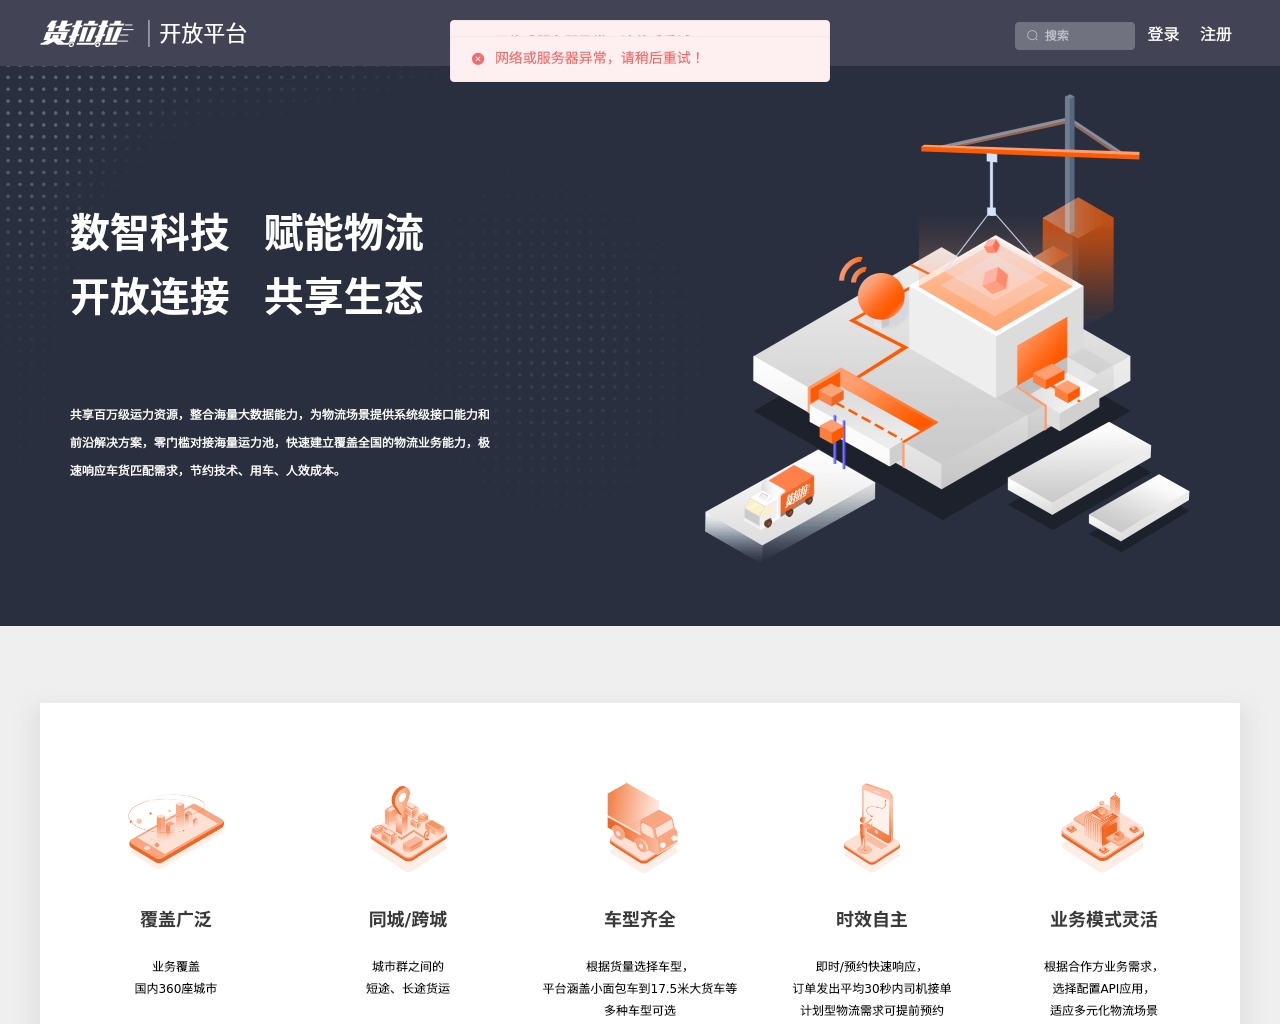 货拉拉 开放平台
网络或服务器异常，请稍后重试！
搜索
登录
注册
数智科技 赋能物流
开放连接 共享生态
共享百万级运力资源，整合海量大数据能力，为物流场景提供系统级接口能力和
前沿解决方案，零门槛对接海量运力池，快速建立覆盖全国的物流业务能力，极
速响应车货匹配需求，节约技术、用车、人效成本。
货拉拉
覆盖广泛
业务覆盖
国内360座城市
同城/跨城
城市群之间的
短途、长途货运
车型齐全
根据货量选择车型，
平台涵盖小面包车到17.5米大货车等
多种车型可选
时效自主
即时/预约快速响应，
订单发出平均30秒内司机接单
计划型物流需求可提前预约
业务模式灵活
根据合作方业务需求，
选择配置API应用，
适应多元化物流场景